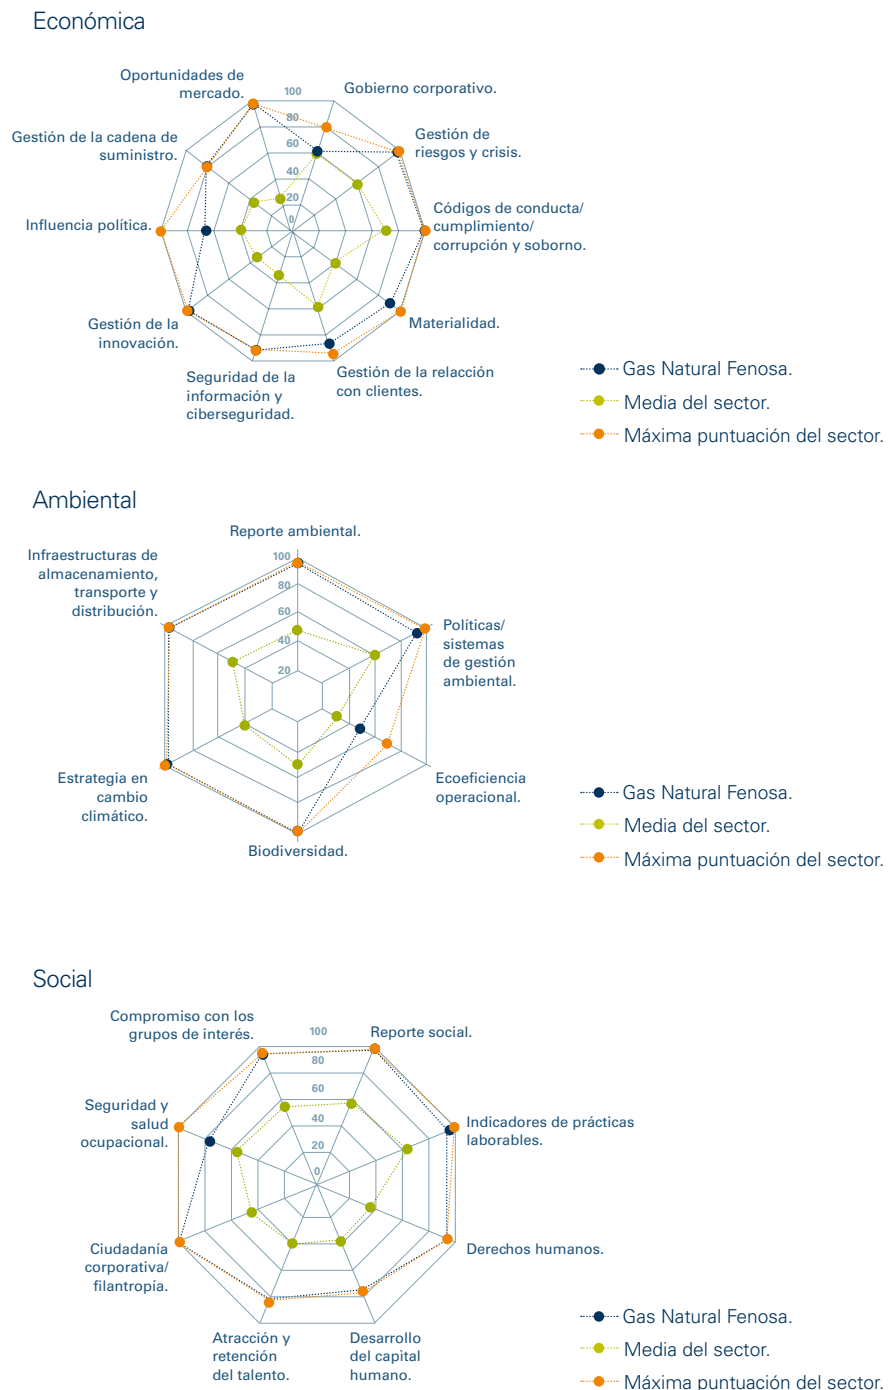 Económica
Oportunidades de
mercado.
100
Gobierno corporativo.
80
Gestión de
riesgos y crisis.
Gestión de la cadena de
suministro.
60
40
20
0
Códigos de conducta/
cumplimiento/
corrupción y soborno.
Influencia política.
Materialidad.
Gestión de la
innovación.
Seguridad de la
información y
ciberseguridad.
Gestión de la relacción
con clientes.
Gas Natural Fenosa.
Media del sector.
Máxima puntuación del sector.
Ambiental
Reporte ambiental.
Infraestructuras de
almacenamiento,
transporte y
distribución.
100
80
60
40
20
Políticas/
sistemas
de gestión
ambiental.
Estrategia en
cambio
climático.
Ecoeficiencia
operacional.
Biodiversidad.
Gas Natural Fenosa.
Media del sector.
Máxima puntuación del sector.
Social
Compromiso con los
grupos de interés.
100
Reporte social.
80
60
40
20
0
Seguridad y
salud
ocupacional.
Indicadores de prácticas
laborables.
Ciudadanía
corporativa/
filantropía.
Derechos humanos.
Atracción y
retención
del talento.
Desarrollo
del capital
humano.
Gas Natural Fenosa.
Media del sector.
Máxima puntuación del sector.